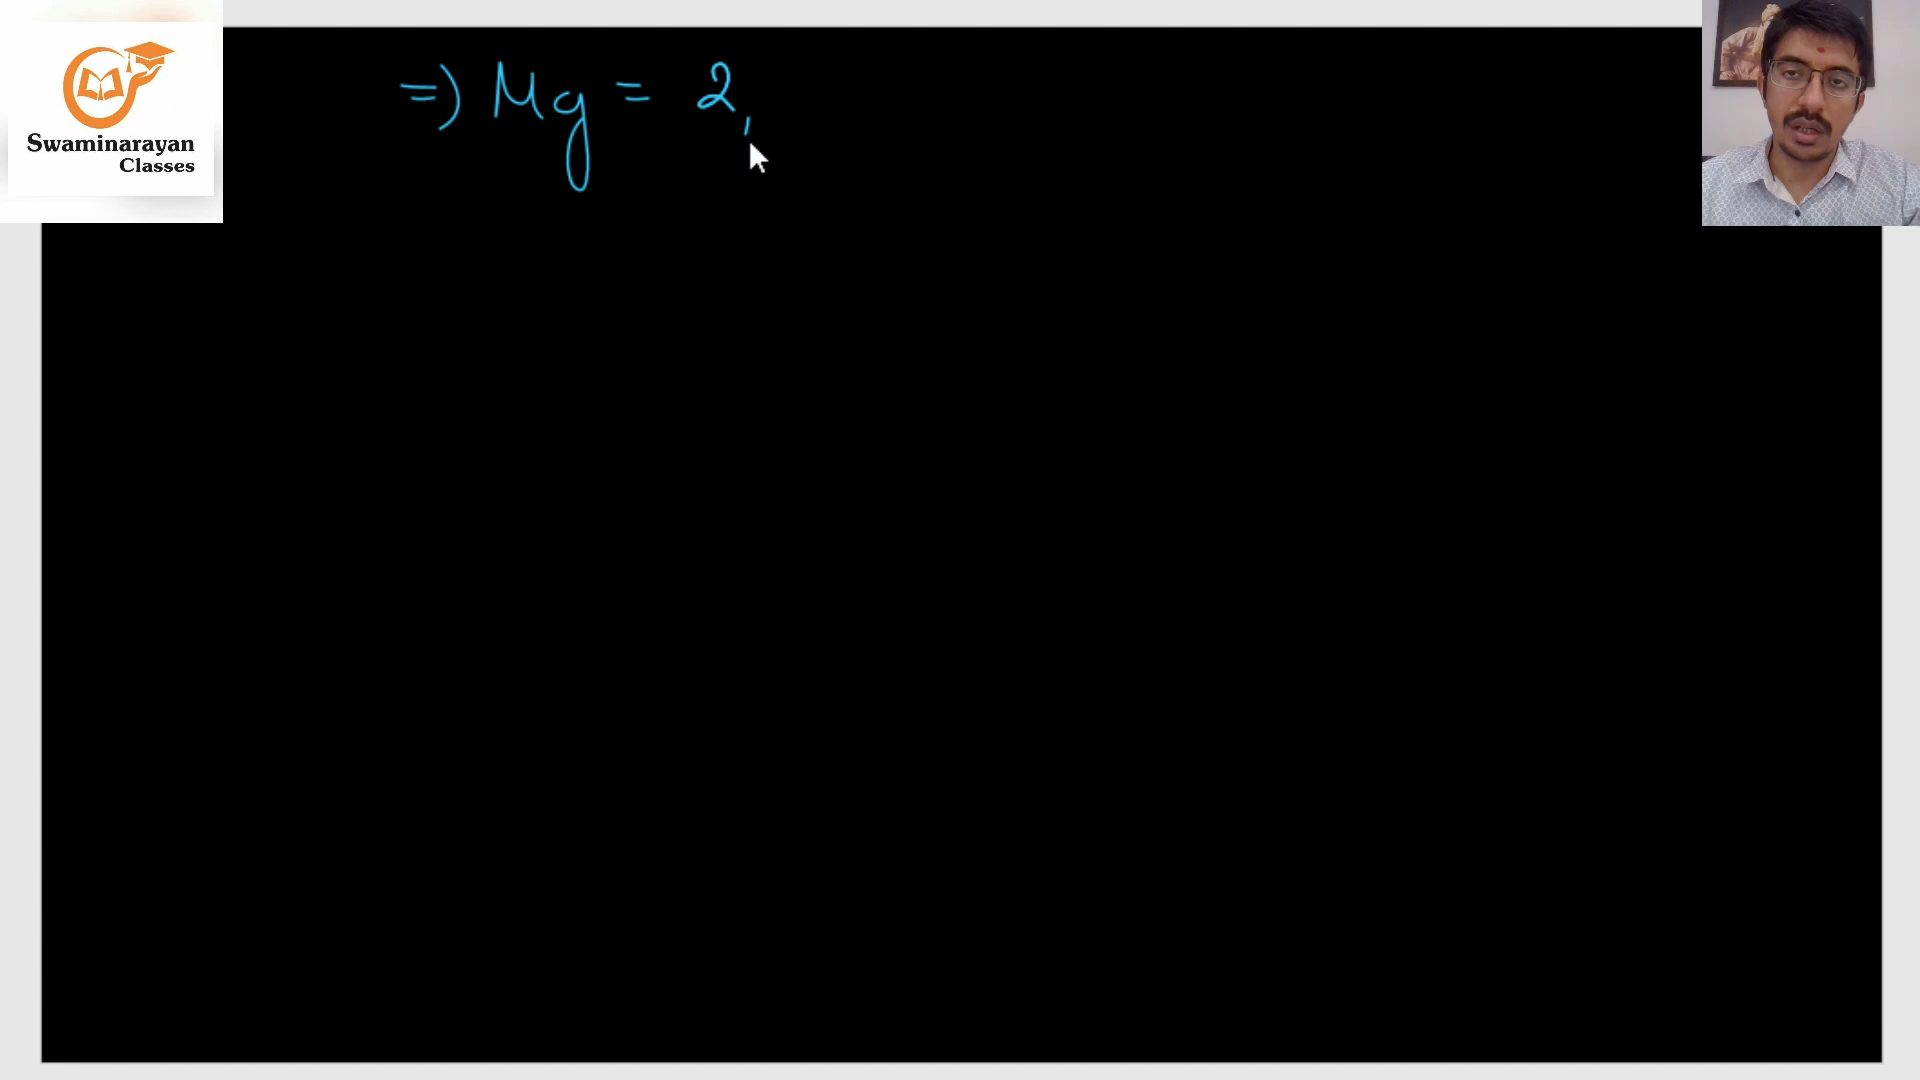 Swaminarayan
Classes
=) Mg = 2,